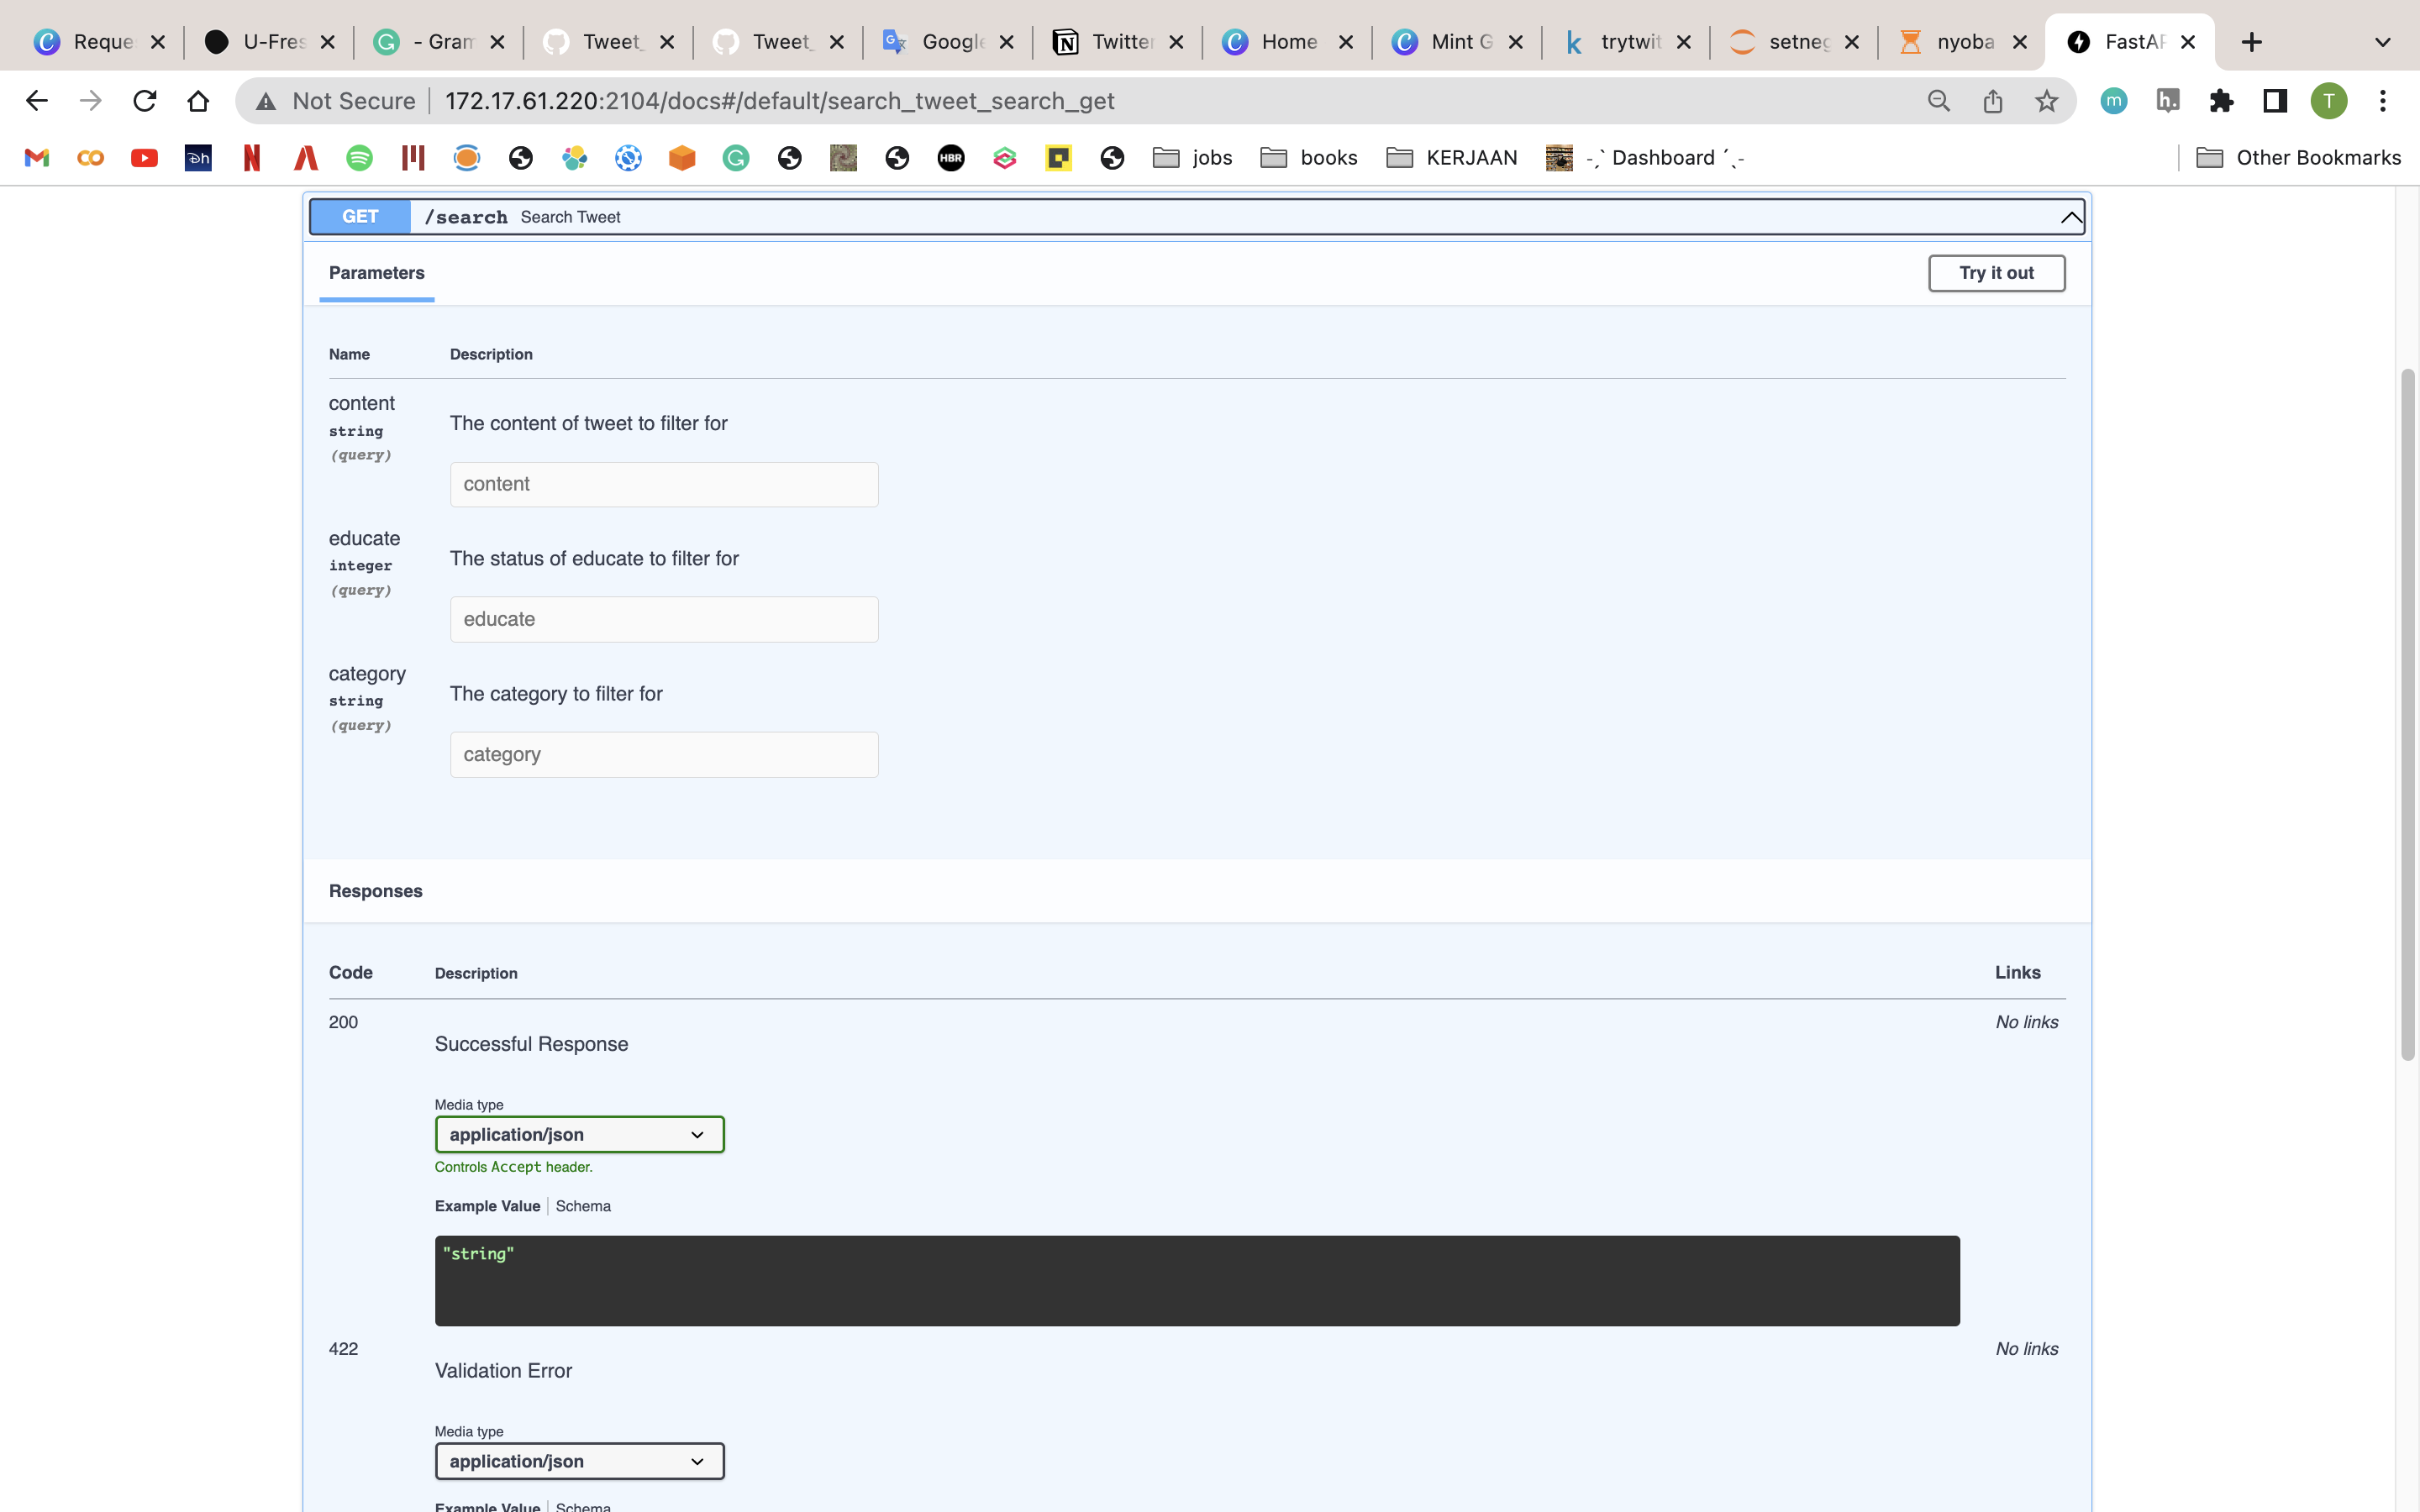 Reque U-Fres - Gram Tweet_ Tweet_ Google Twitter Home Mint G trytwit setneg nyoba FastAP
Not Secure 172.17.61.220:2104/docs#/default/search_tweet_search_get
m h. T
HBR jobs books KERJAAN Dashboard Other Bookmarks
GET /search Search Tweet
Parameters Try it out
Name Description
content
string
(query)
The content of tweet to filter for
content
educate
integer
(query)
The status of educate to filter for
educate
category
string
(query)
The category to filter for
category
Responses
Code Description Links
200 No links
Successful Response
Media type
application/json
Controls Accept header.
Example Value Schema
"string"
422 No links
Validation Error
Media type
application/json
Example Value Schema